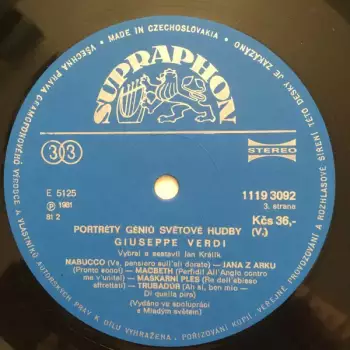 MADE IN CZECHOSLOVAKIA • VŠECHNA PRÁVA GRAMOFONOVÉHO VÝROBCE A VLASTNÍKŮ AUTORSKÝCH PRÁV K DÍLU VYHRAŽENA. • POŘIZOVÁNÍ KOPIÍ • VEŘEJNÉ PROVOZOVÁNÍ A ROZHLASOVÉ ŠÍŘENÍ TÉTO DESKY JE ZAKÁZÁNO
SUPRAPHON
33
STEREO
E 5125
1119 3092
Ⓟ 1981
3. strana
81 2
Kčs 36,-
PORTRÉTY GÉNIŮ SVĚTOVÉ HUDBY (V.)
GIUSEPPE VERDI
Vybral a sestavil Jan Králík
NABUCCO (Va, pensiero sull'ali dorate) – JANA Z ARKU
(Pronto sono!) – MACBETH (Perfidi! All'Anglo contro
me v'unite!) – MAŠKARNÍ PLES (Re dell'abisso
affrettati) – TRUBADÚR (Ah sì, ben mio –
Di quella pira)
(Vydáno ve spolupráci
s Mladým světem)